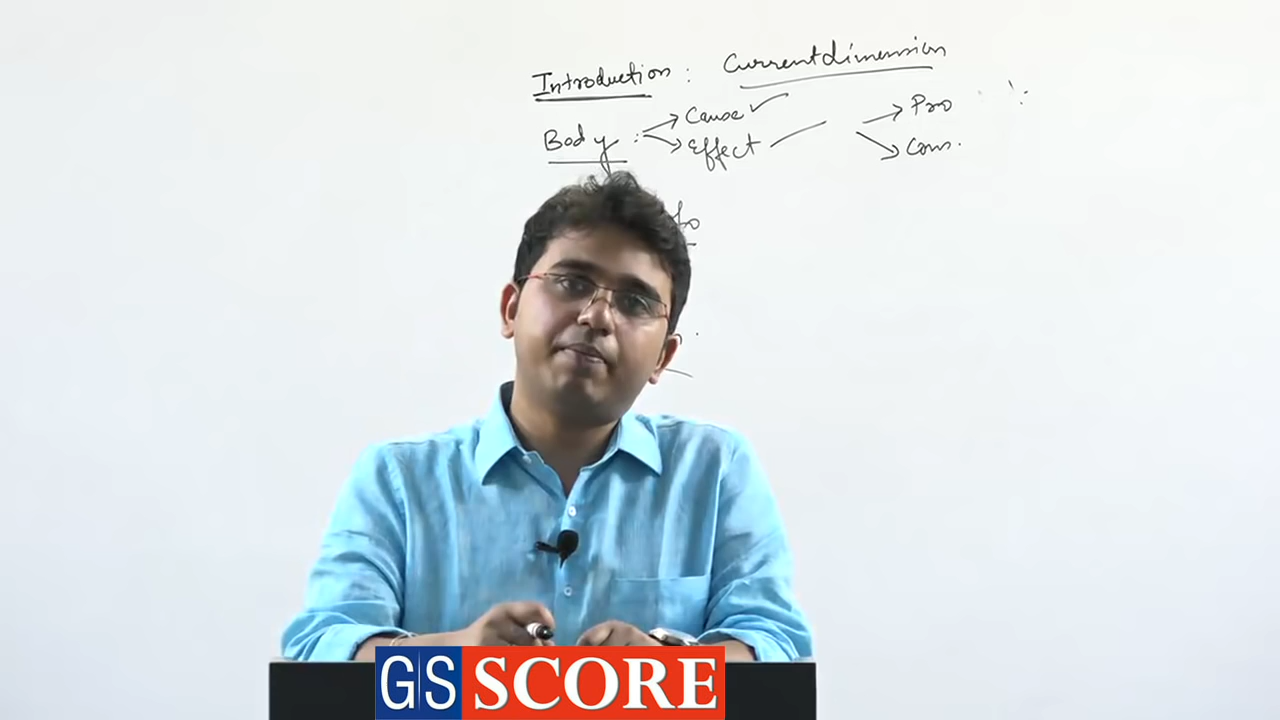 Introduction : Current dimension
Body : → Cause ✓ → Pro
→ Effect → Cons.
GS SCORE